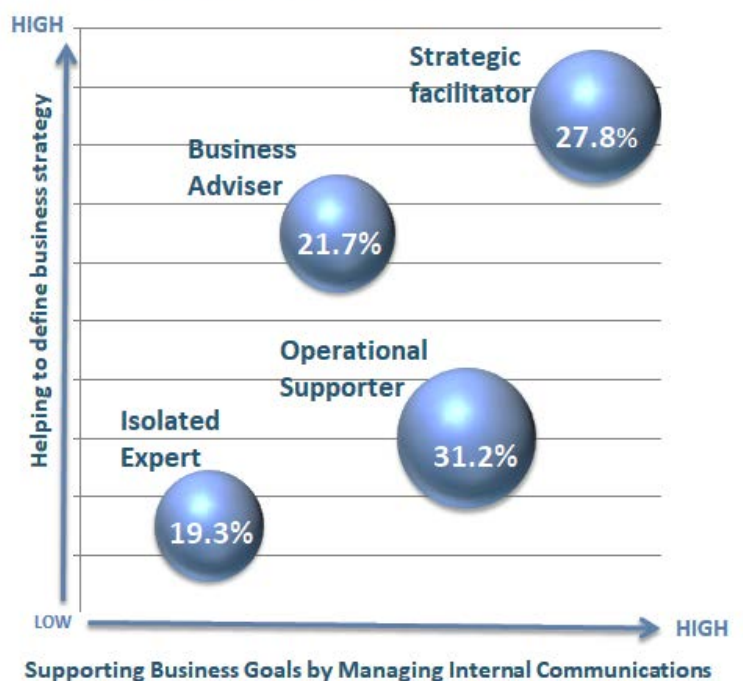 HIGH
Helping to define business strategy
Strategic
facilitator
27.8%
Business
Adviser
21.7%
Operational
Supporter
31.2%
Isolated
Expert
19.3%
LOW
HIGH
Supporting Business Goals by Managing Internal Communications